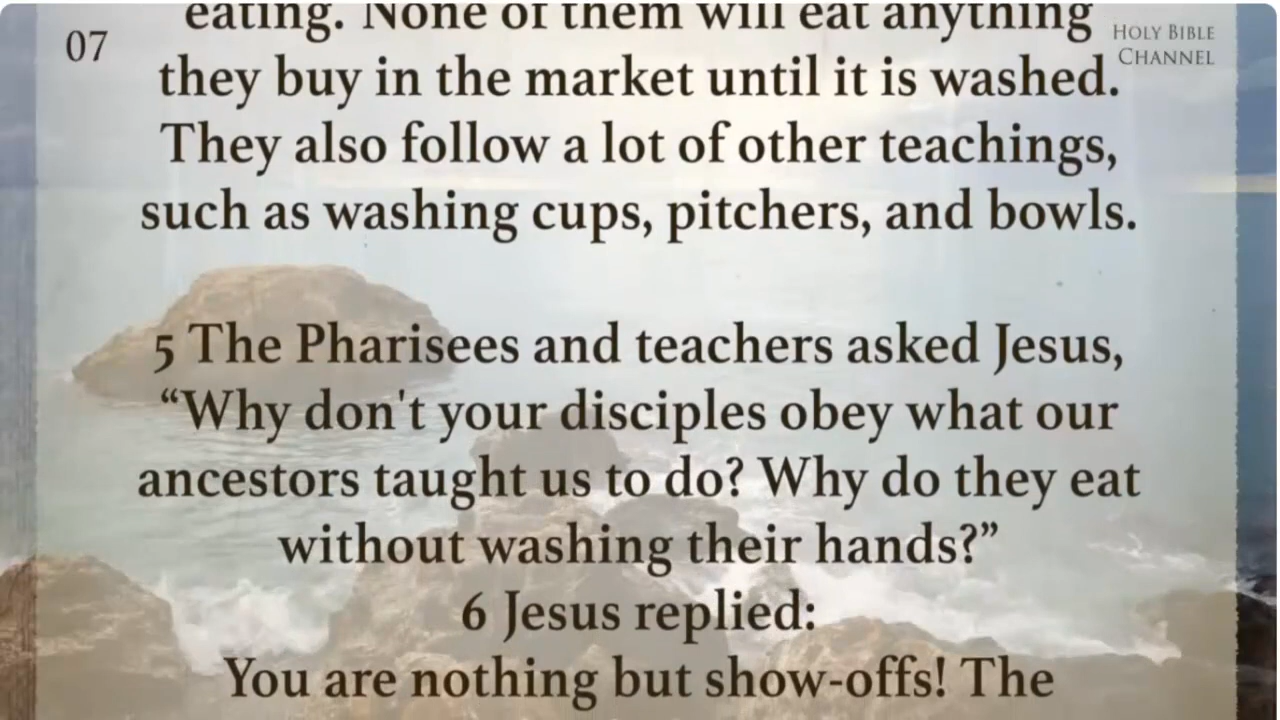 eating. None of them will eat anything
07
HOLY BIBLE
CHANNEL
they buy in the market until it is washed.
They also follow a lot of other teachings,
such as washing cups, pitchers, and bowls.
5 The Pharisees and teachers asked Jesus,
“Why don't your disciples obey what our
ancestors taught us to do? Why do they eat
without washing their hands?”
6 Jesus replied:
You are nothing but show-offs! The